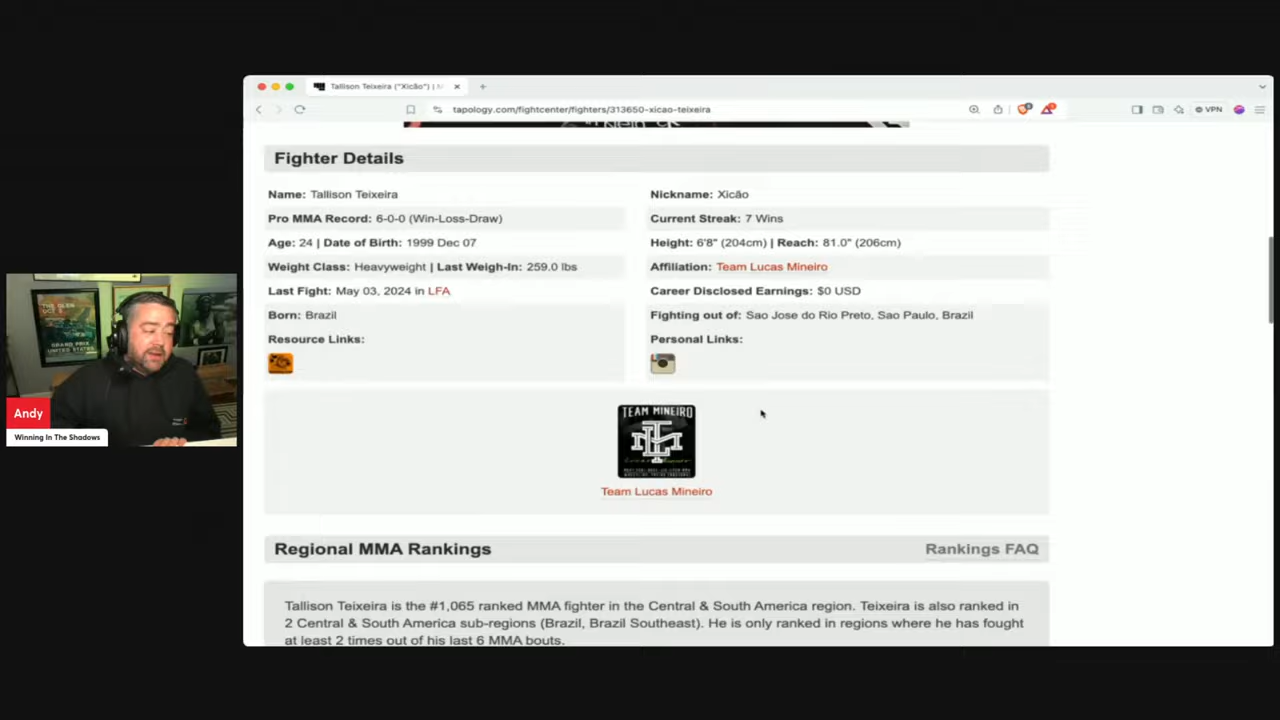 Tallison Teixeira ("Xicão") | M
tapology.com/fightcenter/fighters/313650-xicao-teixeira
VPN
Fighter Details
Name: Tallison Teixeira
Nickname: Xicão
Pro MMA Record: 6-0-0 (Win-Loss-Draw)
Current Streak: 7 Wins
Age: 24 | Date of Birth: 1999 Dec 07
Height: 6'8" (204cm) | Reach: 81.0" (206cm)
Weight Class: Heavyweight | Last Weigh-In: 259.0 lbs
Affiliation: Team Lucas Mineiro
Last Fight: May 03, 2024 in LFA
Career Disclosed Earnings: $0 USD
Born: Brazil
Fighting out of: Sao Jose do Rio Preto, Sao Paulo, Brazil
Resource Links:
Personal Links:
TEAM MINEIRO
Team Lucas Mineiro
Regional MMA Rankings
Rankings FAQ
Tallison Teixeira is the #1,065 ranked MMA fighter in the Central & South America region. Teixeira is also ranked in
2 Central & South America sub-regions (Brazil, Brazil Southeast). He is only ranked in regions where he has fought
at least 2 times out of his last 6 MMA bouts.
THE GLEN
OCT 5
GRAND PRIX
UNITED STATES
Andy
Winning In The Shadows